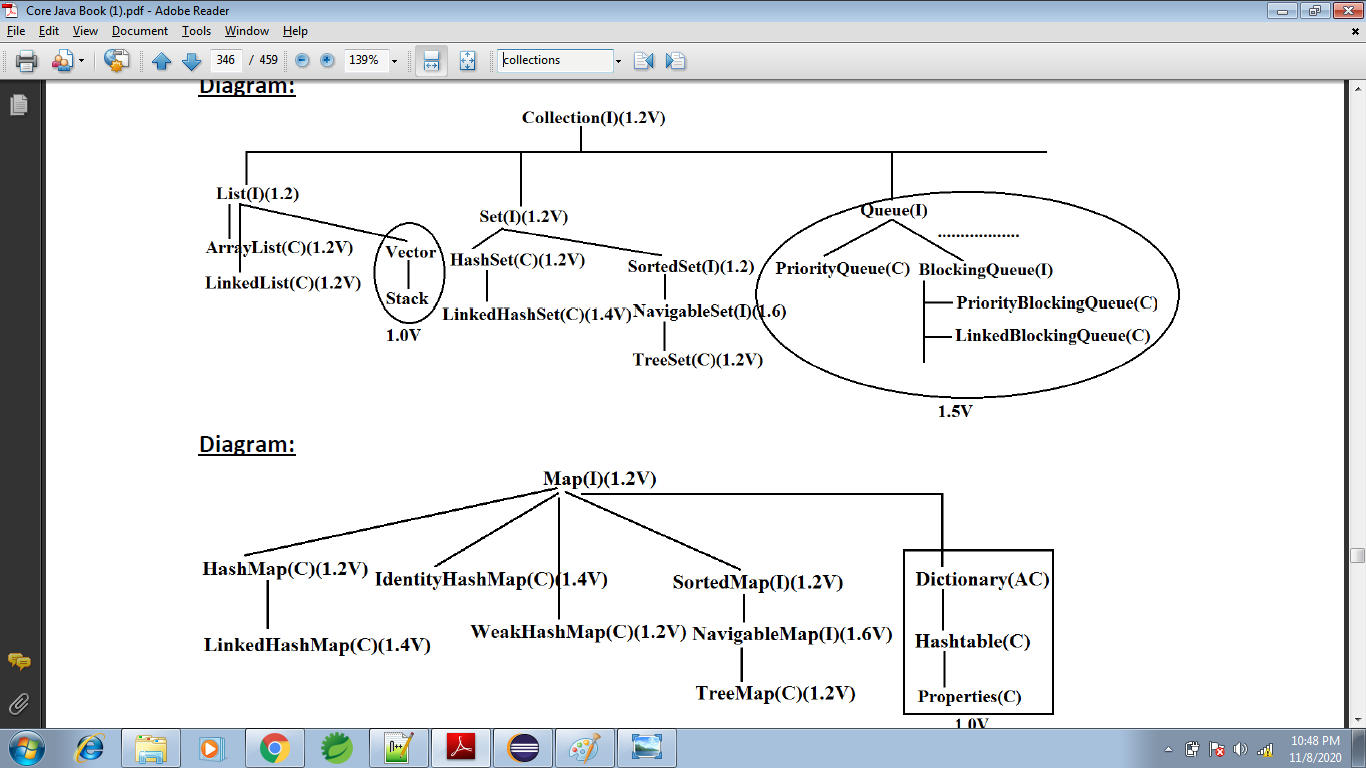 Core Java Book (1).pdf - Adobe Reader
File Edit View Document Tools Window Help
346 / 459 139% collections
Diagram:
Collection(I)(1.2V)
List(I)(1.2)
Set(I)(1.2V)
Queue(I)
..................
ArrayList(C)(1.2V)
Vector
HashSet(C)(1.2V)
SortedSet(I)(1.2)
PriorityQueue(C) BlockingQueue(I)
LinkedList(C)(1.2V)
Stack
LinkedHashSet(C)(1.4V)
NavigableSet(I)(1.6)
PriorityBlockingQueue(C)
1.0V
LinkedBlockingQueue(C)
TreeSet(C)(1.2V)
1.5V
Diagram:
Map(I)(1.2V)
HashMap(C)(1.2V)
IdentityHashMap(C)(1.4V)
SortedMap(I)(1.2V)
Dictionary(AC)
LinkedHashMap(C)(1.4V)
WeakHashMap(C)(1.2V)
NavigableMap(I)(1.6V)
Hashtable(C)
TreeMap(C)(1.2V)
Properties(C)
1.0V
10:48 PM
11/8/2020